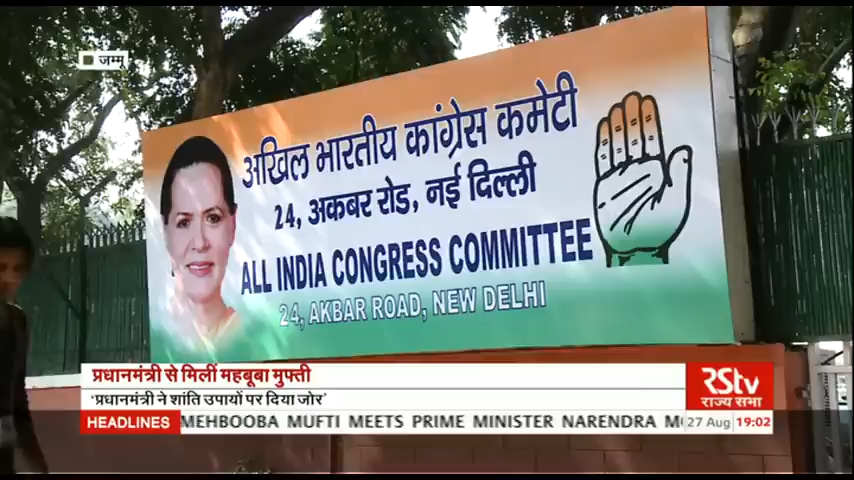 जम्मू
अखिल भारतीय कांग्रेस कमेटी
24, अकबर रोड, नई दिल्ली
ALL INDIA CONGRESS COMMITTEE
24, AKBAR ROAD, NEW DELHI
प्रधानमंत्री से मिलीं महबूबा मुफ्ती
'प्रधानमंत्री ने शांति उपायों पर दिया जोर'
RStv
राज्य सभा
HEADLINES MEHBOOBA MUFTI MEETS PRIME MINISTER NARENDRA 27 Aug 19:02